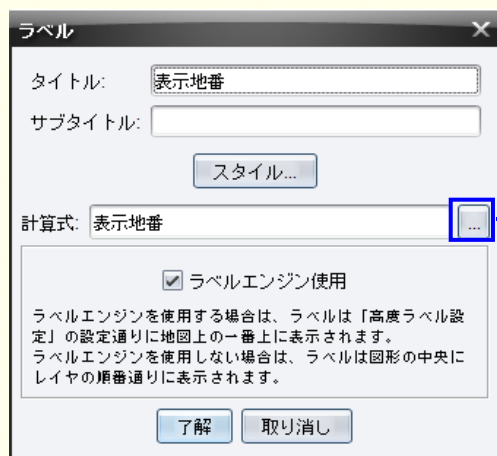 ラベル
タイトル: 表示地番
サブタイトル:
スタイル...
計算式: 表示地番 ...
ラベルエンジン使用
ラベルエンジンを使用する場合は、ラベルは「高度ラベル設
定」の設定通りに地図上の一番上に表示されます。
ラベルエンジンを使用しない場合は、ラベルは図形の中央に
レイヤの順番通りに表示されます。
了解 取り消し